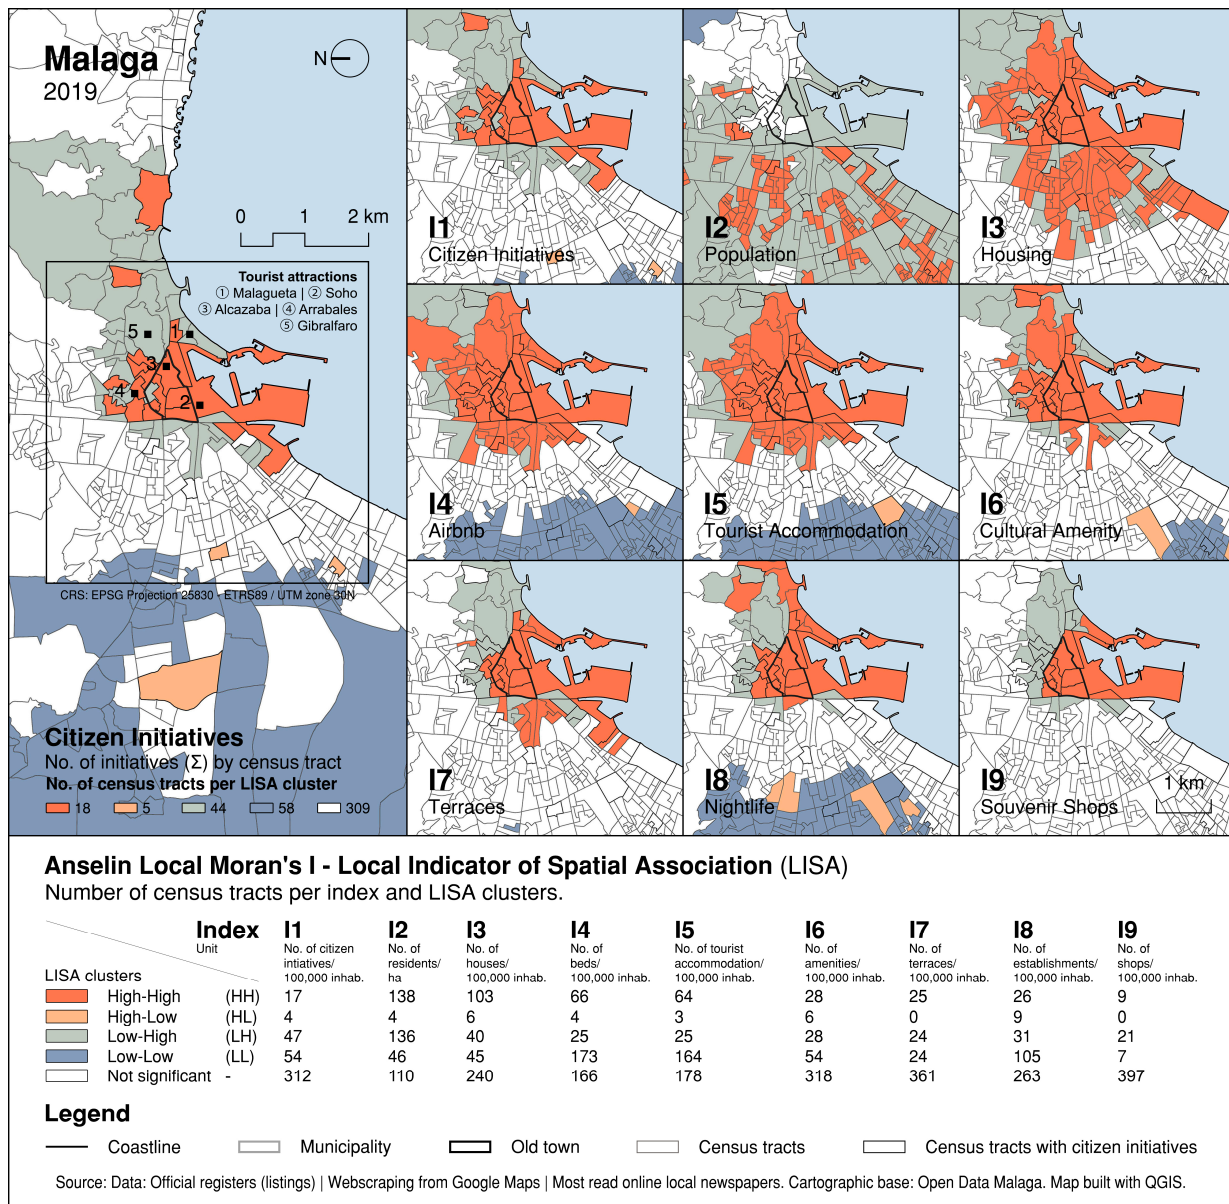 Malaga
2019
N
0 1 2 km
Tourist attractions
① Malagueta | ② Soho
③ Alcazaba | ④ Arrabales
⑤ Gibralfaro
5
1
3
4
2
CRS: EPSG Projection 25830 - ETRS89 / UTM zone 30N
Citizen Initiatives
No. of initiatives (Σ) by census tract
No. of census tracts per LISA cluster
18 5 44 58 309
I1
Citizen Initiatives
I2
Population
I3
Housing
I4
Airbnb
I5
Tourist Accommodation
I6
Cultural Amenity
I7
Terraces
I8
Nightlife
I9
Souvenir Shops
1 km
Anselin Local Moran's I - Local Indicator of Spatial Association (LISA)
Number of census tracts per index and LISA clusters.
Index I1 I2 I3 I4 I5 I6 I7 I8 I9
Unit No. of citizen No. of No. of No. of No. of tourist No. of No. of No. of No. of
intiatives/ residents/ houses/ beds/ accommodation/ amenities/ terraces/ establishments/ shops/
LISA clusters 100,000 inhab. ha 100,000 inhab. 100,000 inhab. 100,000 inhab. 100,000 inhab. 100,000 inhab. 100,000 inhab. 100,000 inhab.
High-High (HH) 17 138 103 66 64 28 25 26 9
High-Low (HL) 4 4 6 4 3 6 0 9 0
Low-High (LH) 47 136 40 25 25 28 24 31 21
Low-Low (LL) 54 46 45 173 164 54 24 105 7
Not significant - 312 110 240 166 178 318 361 263 397
Legend
Coastline Municipality Old town Census tracts Census tracts with citizen initiatives
Source: Data: Official registers (listings) | Webscraping from Google Maps | Most read online local newspapers. Cartographic base: Open Data Malaga. Map built with QGIS.